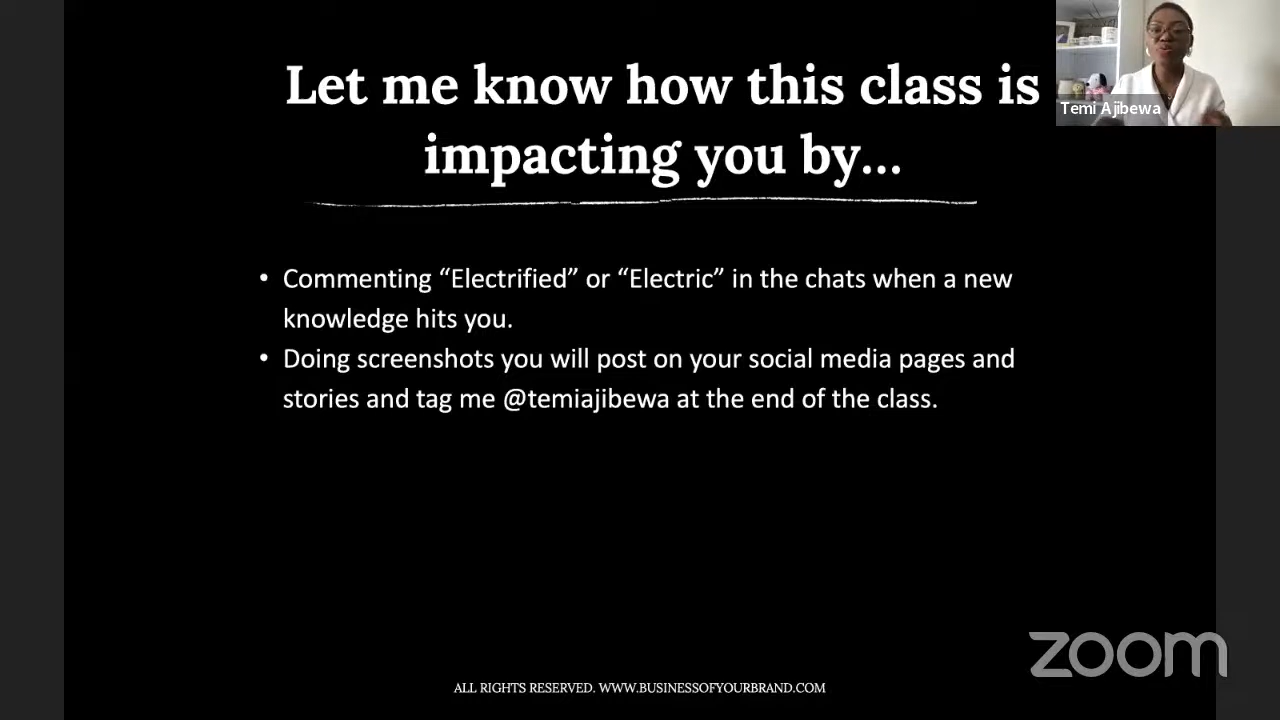 Let me know how this class is
impacting you by...
Temi Ajibewa
• Commenting “Electrified” or “Electric” in the chats when a new
knowledge hits you.
• Doing screenshots you will post on your social media pages and
stories and tag me @temiajibewa at the end of the class.
zoom
ALL RIGHTS RESERVED. WWW.BUSINESSOFYOURBRAND.COM